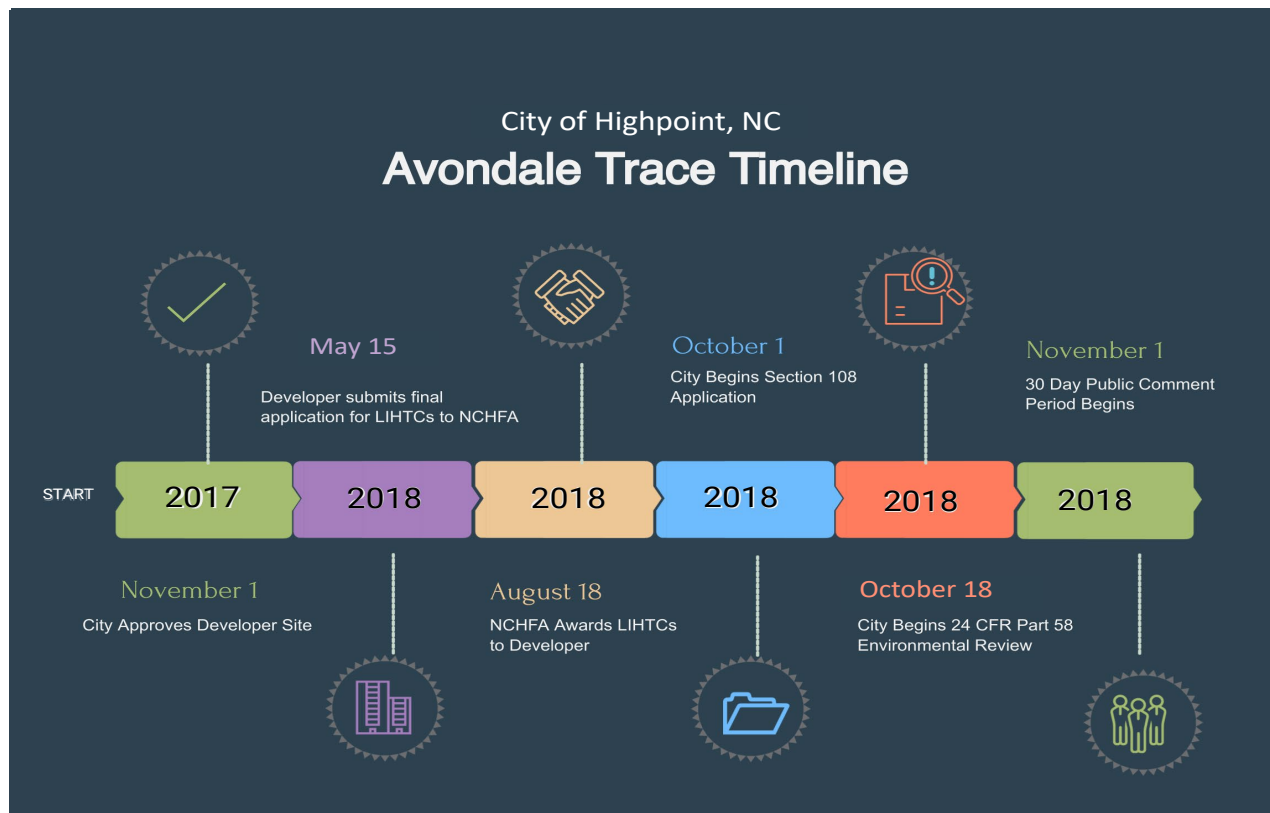 City of Highpoint, NC
Avondale Trace Timeline
May 15
Developer submits final
application for LIHTCs to NCHFA
October 1
City Begins Section 108
Application
November 1
30 Day Public Comment
Period Begins
START
2017
2018
2018
2018
2018
2018
November 1
City Approves Developer Site
August 18
NCHFA Awards LIHTCs
to Developer
October 18
City Begins 24 CFR Part 58
Environmental Review